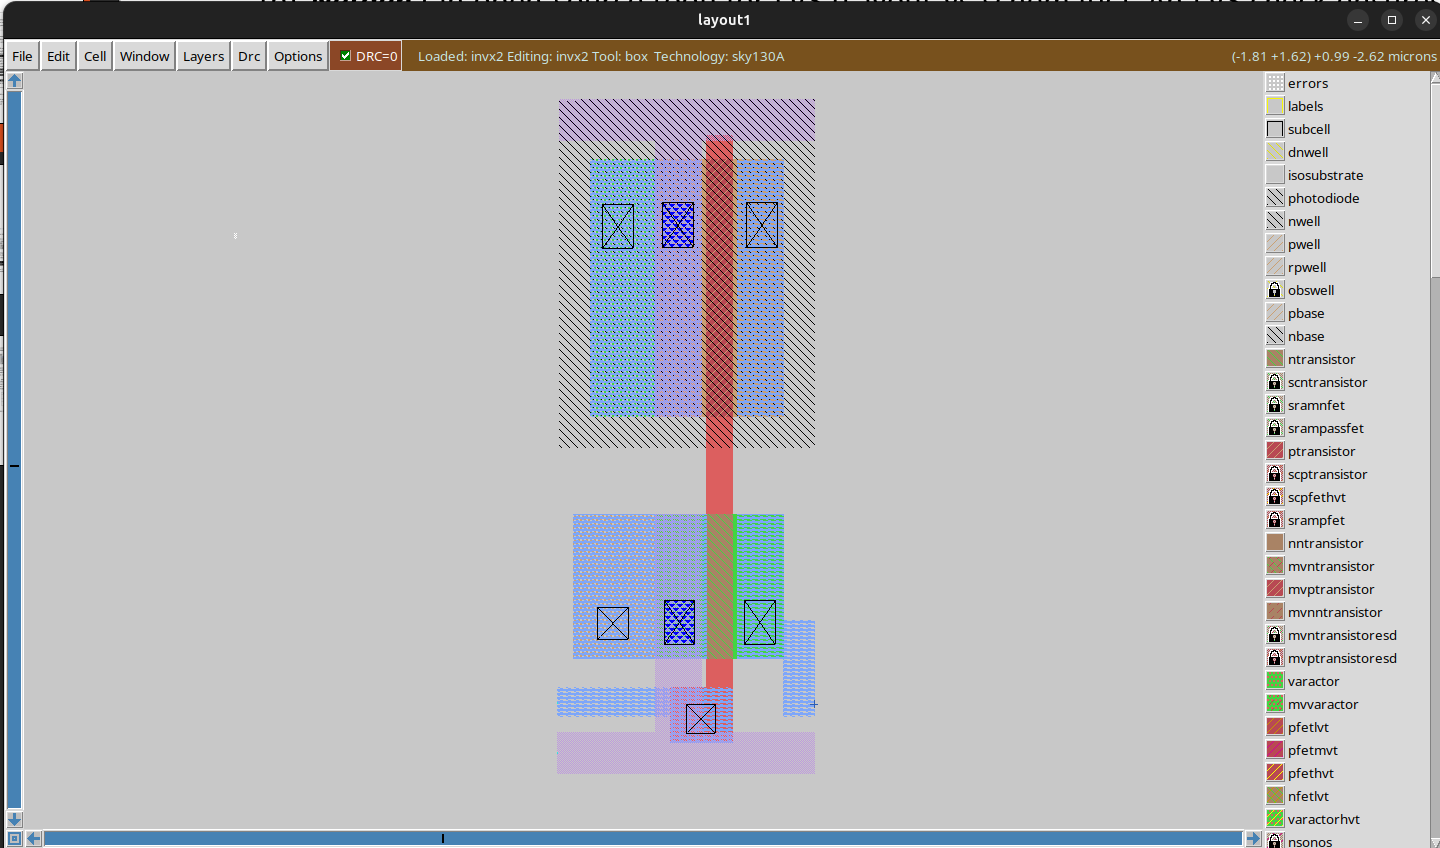 layout1
File Edit Cell Window Layers Drc Options DRC=0 Loaded: invx2 Editing: invx2 Tool: box Technology: sky130A (-1.81 +1.62) +0.99 -2.62 microns
errors
labels
subcell
dnwell
isosubstrate
photodiode
nwell
pwell
rpwell
obswell
pbase
nbase
ntransistor
scntransistor
sramnfet
srampassfet
ptransistor
scptransistor
scpfethvt
srampfet
nntransistor
mvntransistor
mvptransistor
mvnntransistor
mvntransistoresd
mvptransistoresd
varactor
mvvaractor
pfetlvt
pfetmvt
pfethvt
nfetlvt
varactorhvt
nsonos